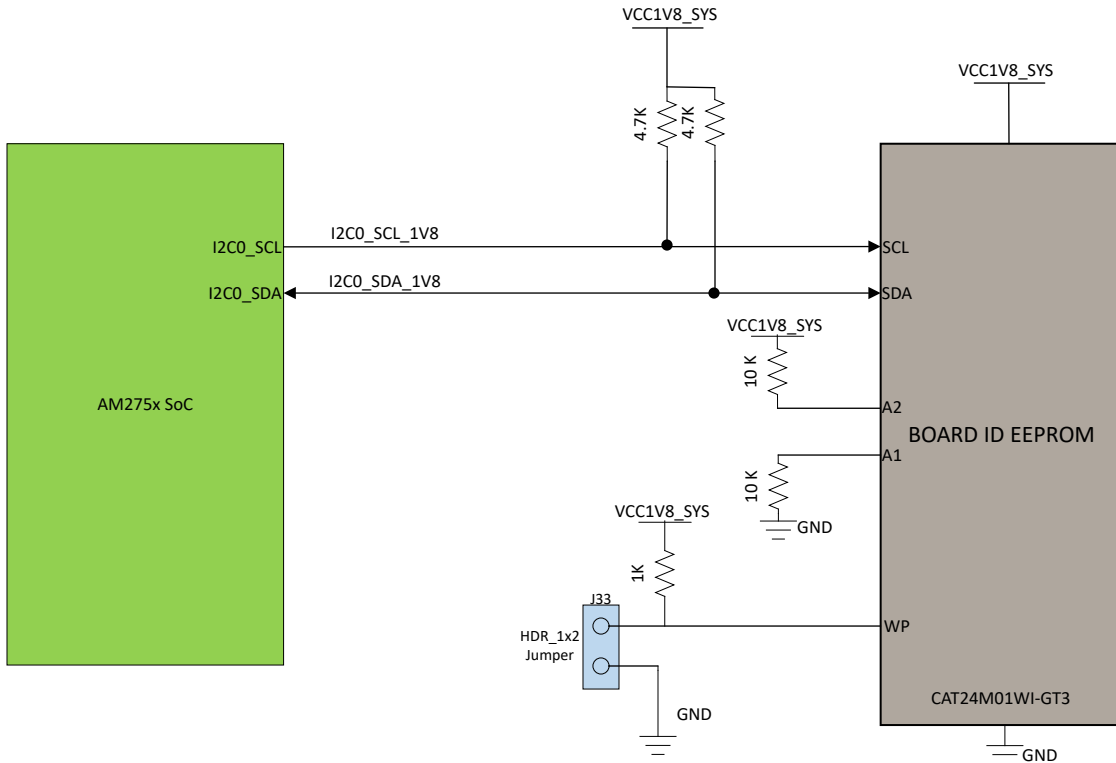 VCC1V8_SYS
VCC1V8_SYS
4.7K
4.7K
I2C0_SCL
I2C0_SCL_1V8
SCL
I2C0_SDA
I2C0_SDA_1V8
SDA
VCC1V8_SYS
10 K
AM275x SoC
A2
BOARD ID EEPROM
A1
10 K
VCC1V8_SYS
GND
1K
J33
HDR_1x2
Jumper
WP
CAT24M01WI-GT3
GND
GND